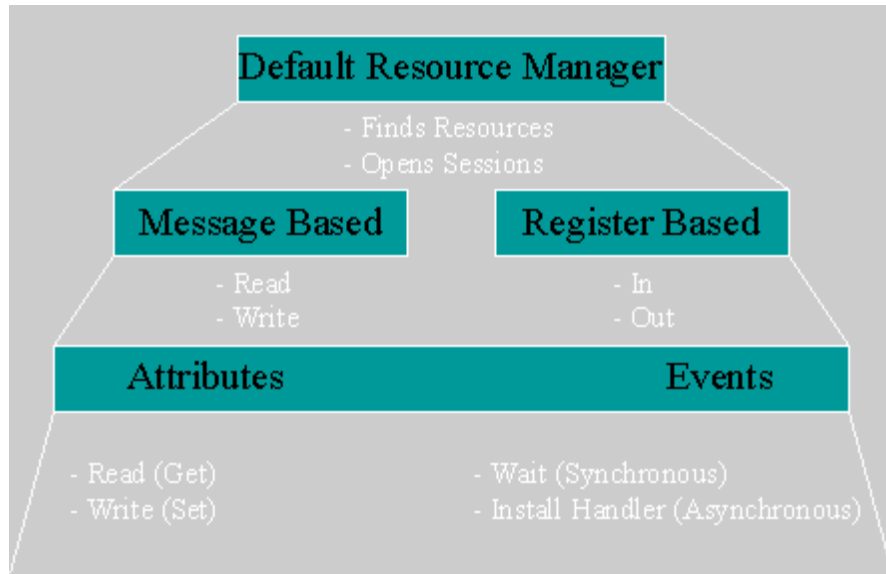 Default Resource Manager
- Finds Resources
- Opens Sessions
Message Based
Register Based
- Read
- Write
- In
- Out
Attributes
Events
- Read (Get)
- Write (Set)
- Wait (Synchronous)
- Install Handler (Asynchronous)